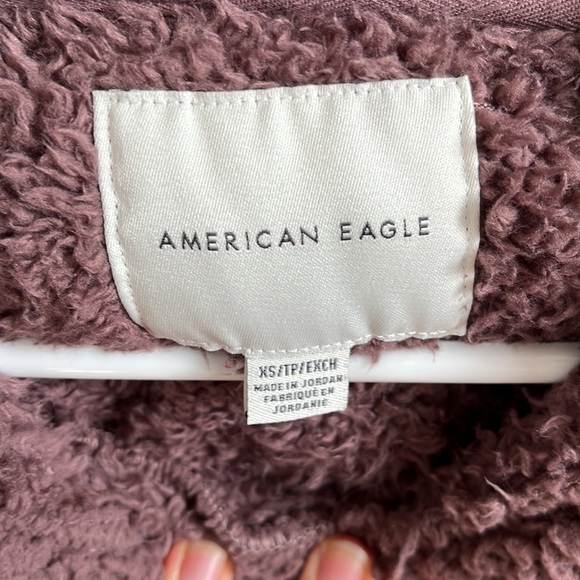 AMERICAN EAGLE
XS/TP/EXCH
MADE IN JORDAN
FABRIQUÉ EN
JORDANIE